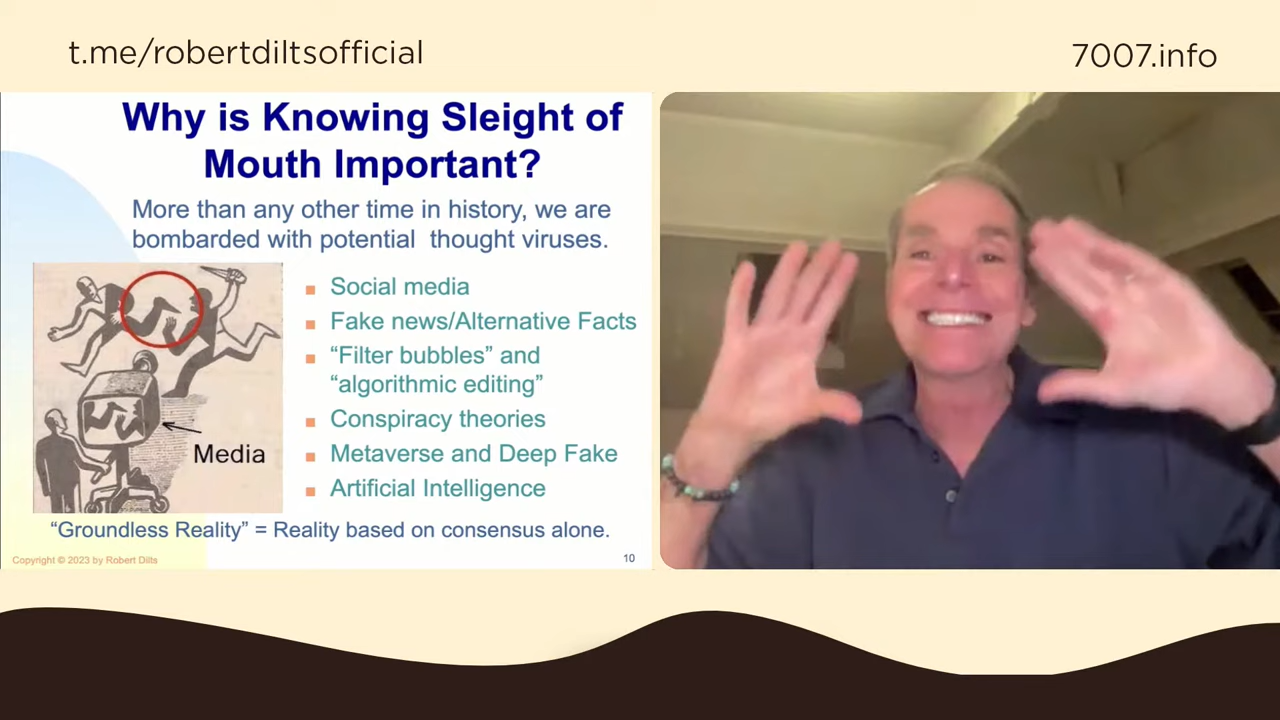 t.me/robertdiltsofficial
7007.info
Why is Knowing Sleight of
Mouth Important?
More than any other time in history, we are
bombarded with potential thought viruses.
Social media
Fake news/Alternative Facts
“Filter bubbles” and
“algorithmic editing”
Conspiracy theories
Metaverse and Deep Fake
Artificial Intelligence
Media
“Groundless Reality” = Reality based on consensus alone.
Copyright © 2023 by Robert Dilts
10